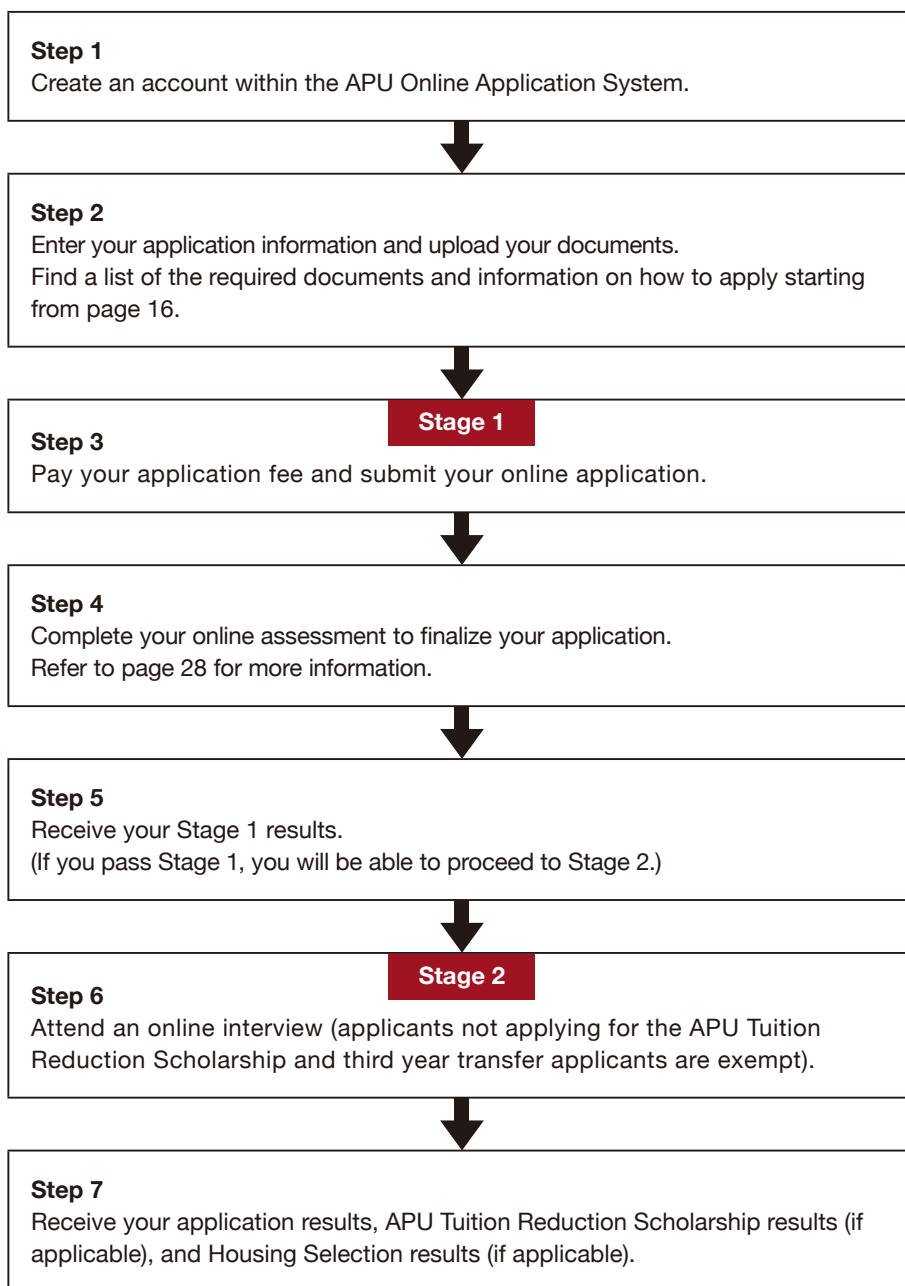 Step 1
Create an account within the APU Online Application System.
Step 2
Enter your application information and upload your documents.
Find a list of the required documents and information on how to apply starting
from page 16.
Stage 1
Step 3
Pay your application fee and submit your online application.
Step 4
Complete your online assessment to finalize your application.
Refer to page 28 for more information.
Step 5
Receive your Stage 1 results.
(If you pass Stage 1, you will be able to proceed to Stage 2.)
Stage 2
Step 6
Attend an online interview (applicants not applying for the APU Tuition
Reduction Scholarship and third year transfer applicants are exempt).
Step 7
Receive your application results, APU Tuition Reduction Scholarship results (if
applicable), and Housing Selection results (if applicable).